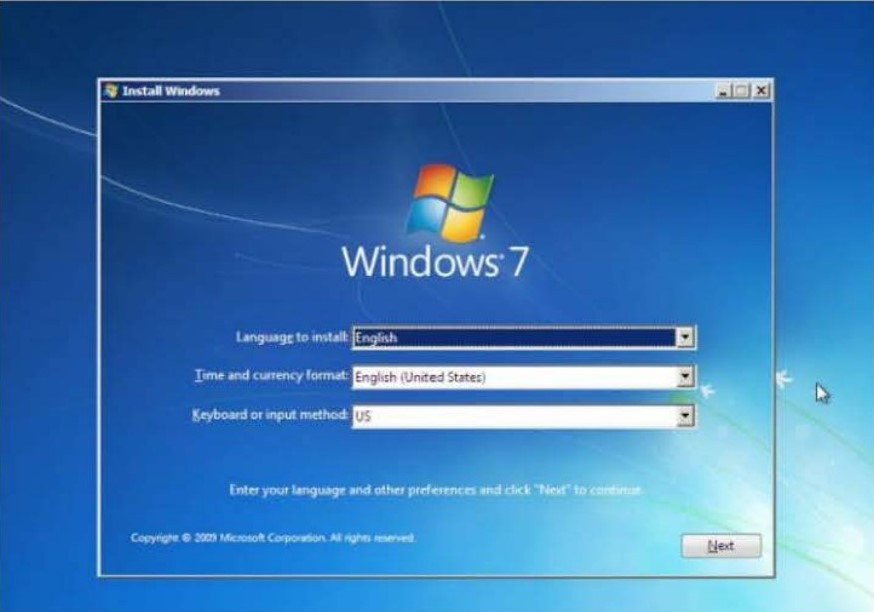 Install Windows
Windows 7
Language to install: English
Time and currency format: English (United States)
Keyboard or input method: US
Enter your language and other preferences and click "Next" to continue.
Copyright © 2009 Microsoft Corporation. All rights reserved.
Next